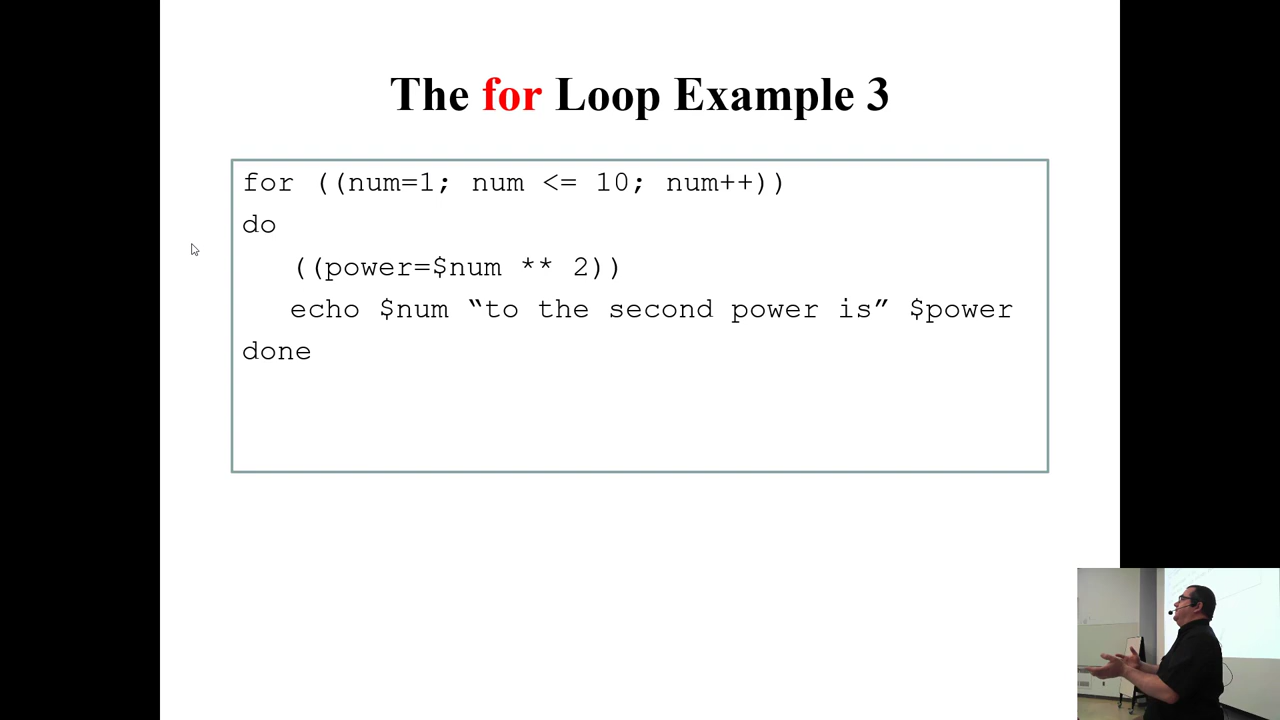 The for Loop Example 3
for ((num=1; num <= 10; num++))
do
((power=$num ** 2))
echo $num “to the second power is” $power
done